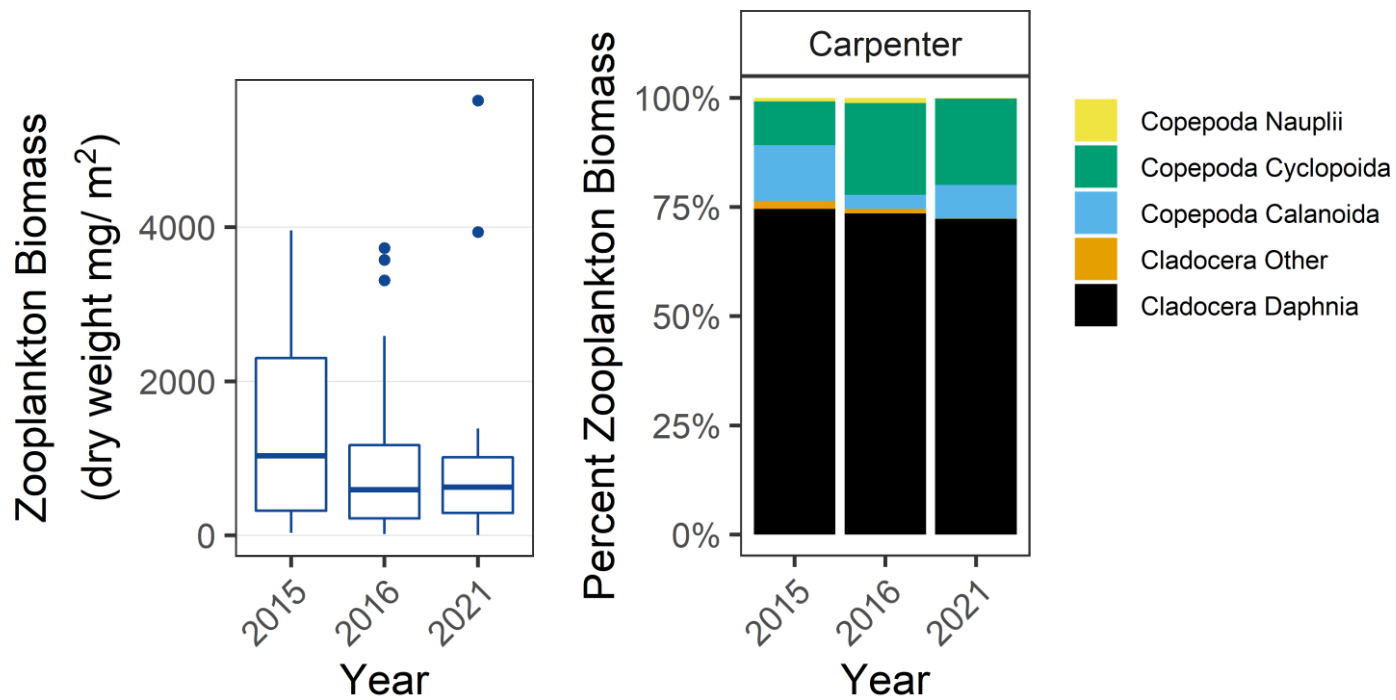 Zooplankton Biomass
(dry weight mg/ m²)
4000
2000
0
2015
2016
2021
Year
Carpenter
Percent Zooplankton Biomass
100%
75%
50%
25%
0%
2015
2016
2021
Year
Copepoda Nauplii
Copepoda Cyclopoida
Copepoda Calanoida
Cladocera Other
Cladocera Daphnia